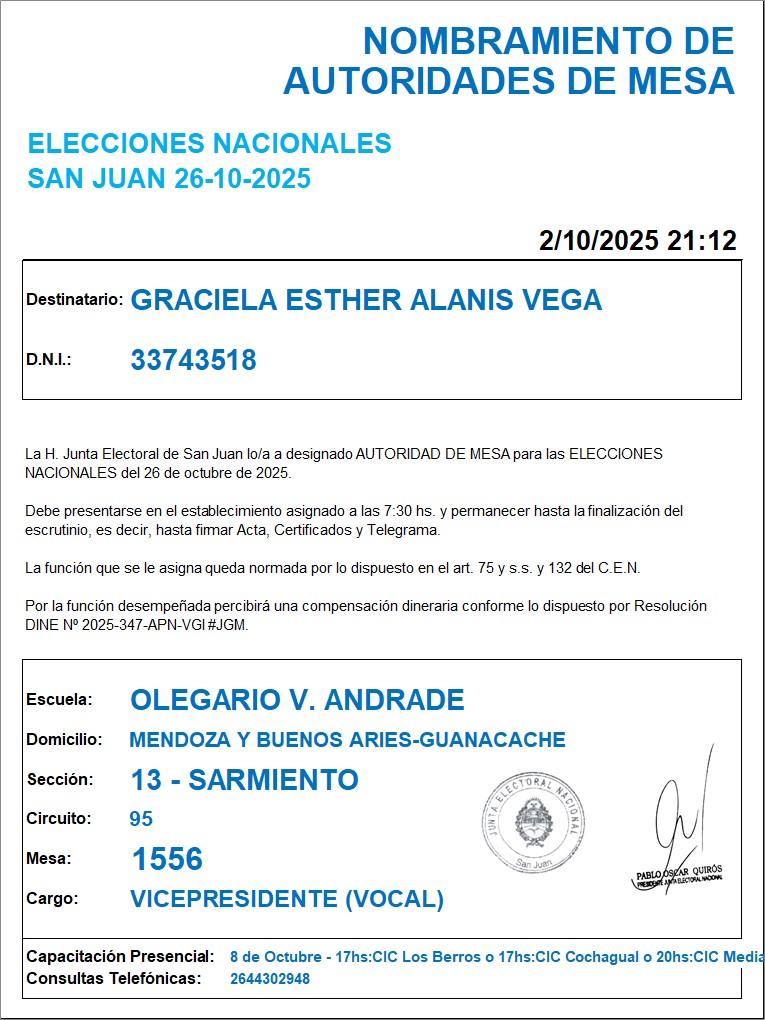 NOMBRAMIENTO DE
AUTORIDADES DE MESA
ELECCIONES NACIONALES
SAN JUAN 26-10-2025
2/10/2025 21:12
Destinatario: GRACIELA ESTHER ALANIS VEGA
D.N.I.: 33743518
La H. Junta Electoral de San Juan lo/a a designado AUTORIDAD DE MESA para las ELECCIONES
NACIONALES del 26 de octubre de 2025.
Debe presentarse en el establecimiento asignado a las 7:30 hs. y permanecer hasta la finalización del
escrutinio, es decir, hasta firmar Acta, Certificados y Telegrama.
La función que se le asigna queda normada por lo dispuesto en el art. 75 y s.s. y 132 del C.E.N.
Por la función desempeñada percibirá una compensación dineraria conforme lo dispuesto por Resolución
DINE Nº 2025-347-APN-VGI#JGM.
Escuela: OLEGARIO V. ANDRADE
Domicilio: MENDOZA Y BUENOS ARIES-GUANACACHE
Sección: 13 - SARMIENTO
Circuito: 95
Mesa: 1556
Cargo: VICEPRESIDENTE (VOCAL)
JUNTA ELECTORAL NACIONAL
San Juan
PABLO OSCAR QUIRÓS
PRESIDENTE JUNTA ELECTORAL NACIONAL
Capacitación Presencial: 8 de Octubre - 17hs:CIC Los Berros o 17hs:CIC Cochagual o 20hs:CIC Media
Consultas Telefónicas: 2644302948